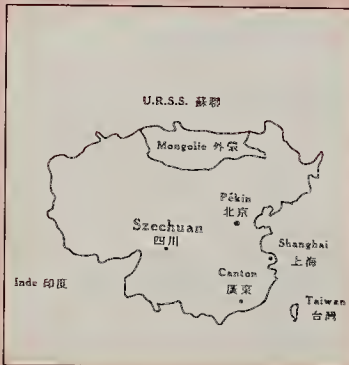 U.R.S.S. 蘇聯
Mongolie 外蒙
Pékin
北京
Szechuan
四川
Shanghai
上海
Canton
廣東
Inde 印度
Taiwan
台灣